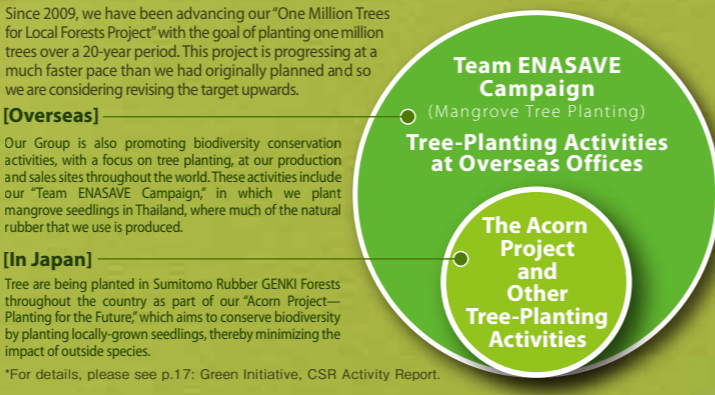 Since 2009, we have been advancing our “One Million Trees
for Local Forests Project” with the goal of planting one million
trees over a 20-year period. This project is progressing at a
much faster pace than we had originally planned and so
we are considering revising the target upwards.
[Overseas]
Our Group is also promoting biodiversity conservation
activities, with a focus on tree planting, at our production
and sales sites throughout the world. These activities include
our “Team ENASAVE Campaign,” in which we plant
mangrove seedlings in Thailand, where much of the natural
rubber that we use is produced.
[In Japan]
Tree are being planted in Sumitomo Rubber GENKI Forests
throughout the country as part of our “Acorn Project—
Planting for the Future,” which aims to conserve biodiversity
by planting locally-grown seedlings, thereby minimizing the
impact of outside species.
*For details, please see p.17: Green Initiative, CSR Activity Report.
Team ENASAVE
Campaign
(Mangrove Tree Planting)
Tree-Planting Activities
at Overseas Offices
The Acorn
Project
and
Other
Tree-Planting
Activities